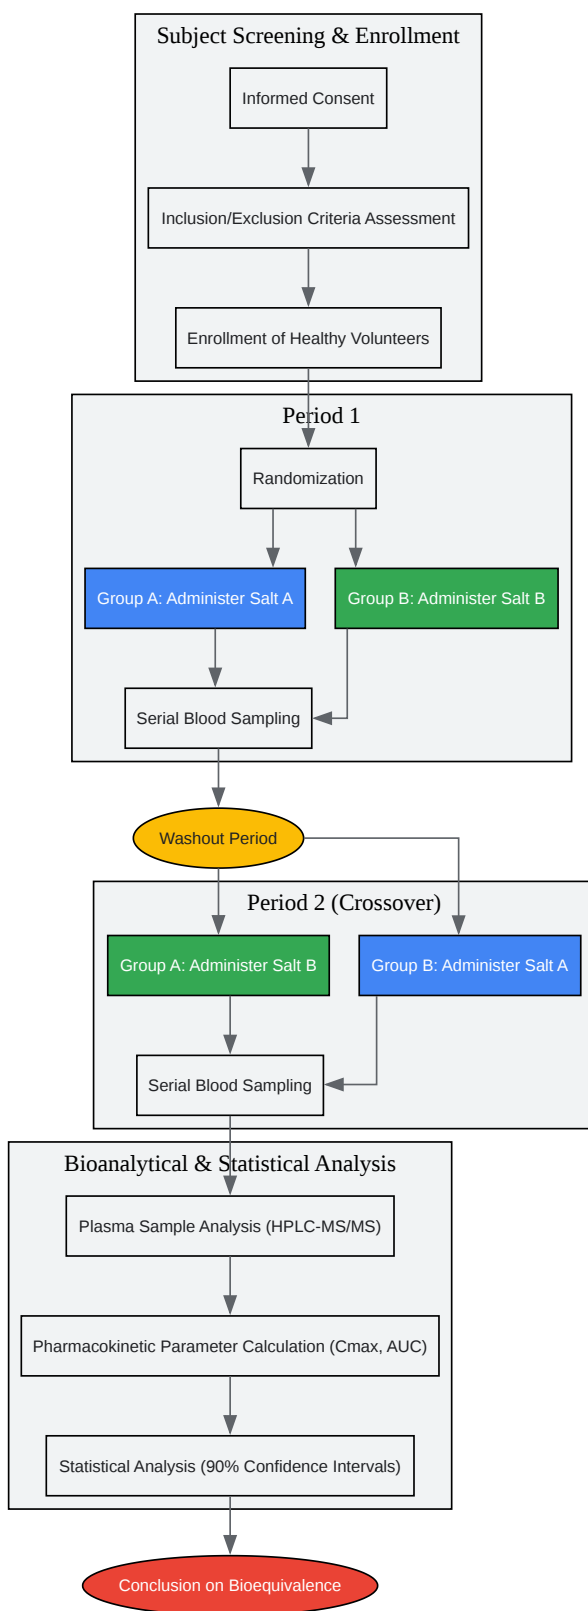 Subject Screening & Enrollment
Informed Consent
Inclusion/Exclusion Criteria Assessment
Enrollment of Healthy Volunteers
Period 1
Randomization
Group A: Administer Salt A
Group B: Administer Salt B
Serial Blood Sampling
Washout Period
Period 2 (Crossover)
Group A: Administer Salt B
Group B: Administer Salt A
Serial Blood Sampling
Bioanalytical & Statistical Analysis
Plasma Sample Analysis (HPLC-MS/MS)
Pharmacokinetic Parameter Calculation (Cmax, AUC)
Statistical Analysis (90% Confidence Intervals)
Conclusion on Bioequivalence